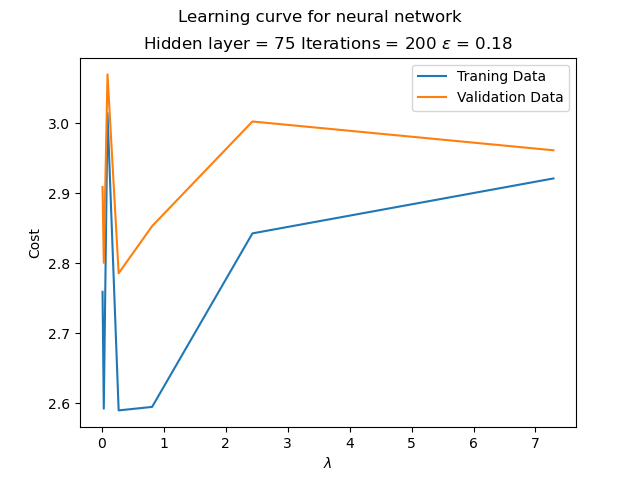 Learning curve for neural network
Hidden layer = 75 Iterations = 200 ε = 0.18
Traning Data
Validation Data
3.0
2.9
2.8
2.7
2.6
Cost
0 1 2 3 4 5 6 7
λ